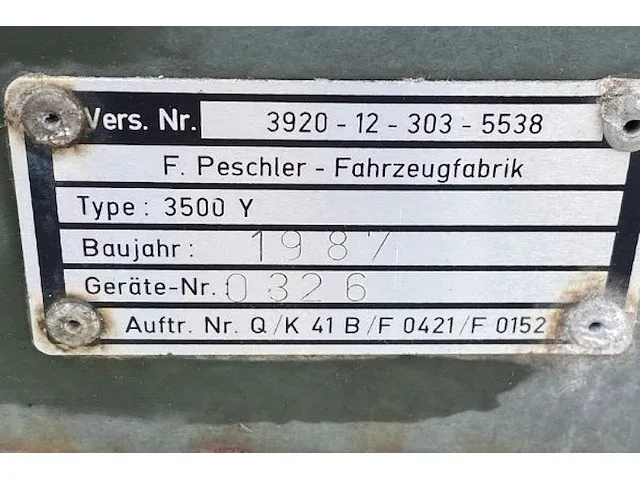 Vers. Nr. 3920-12-303-5538
F. Peschler - Fahrzeugfabrik
Type: 3500 Y
Baujahr: 1987
Geräte-Nr. 0326
Auftr. Nr. Q/K 41 B/F 0421/F 0152